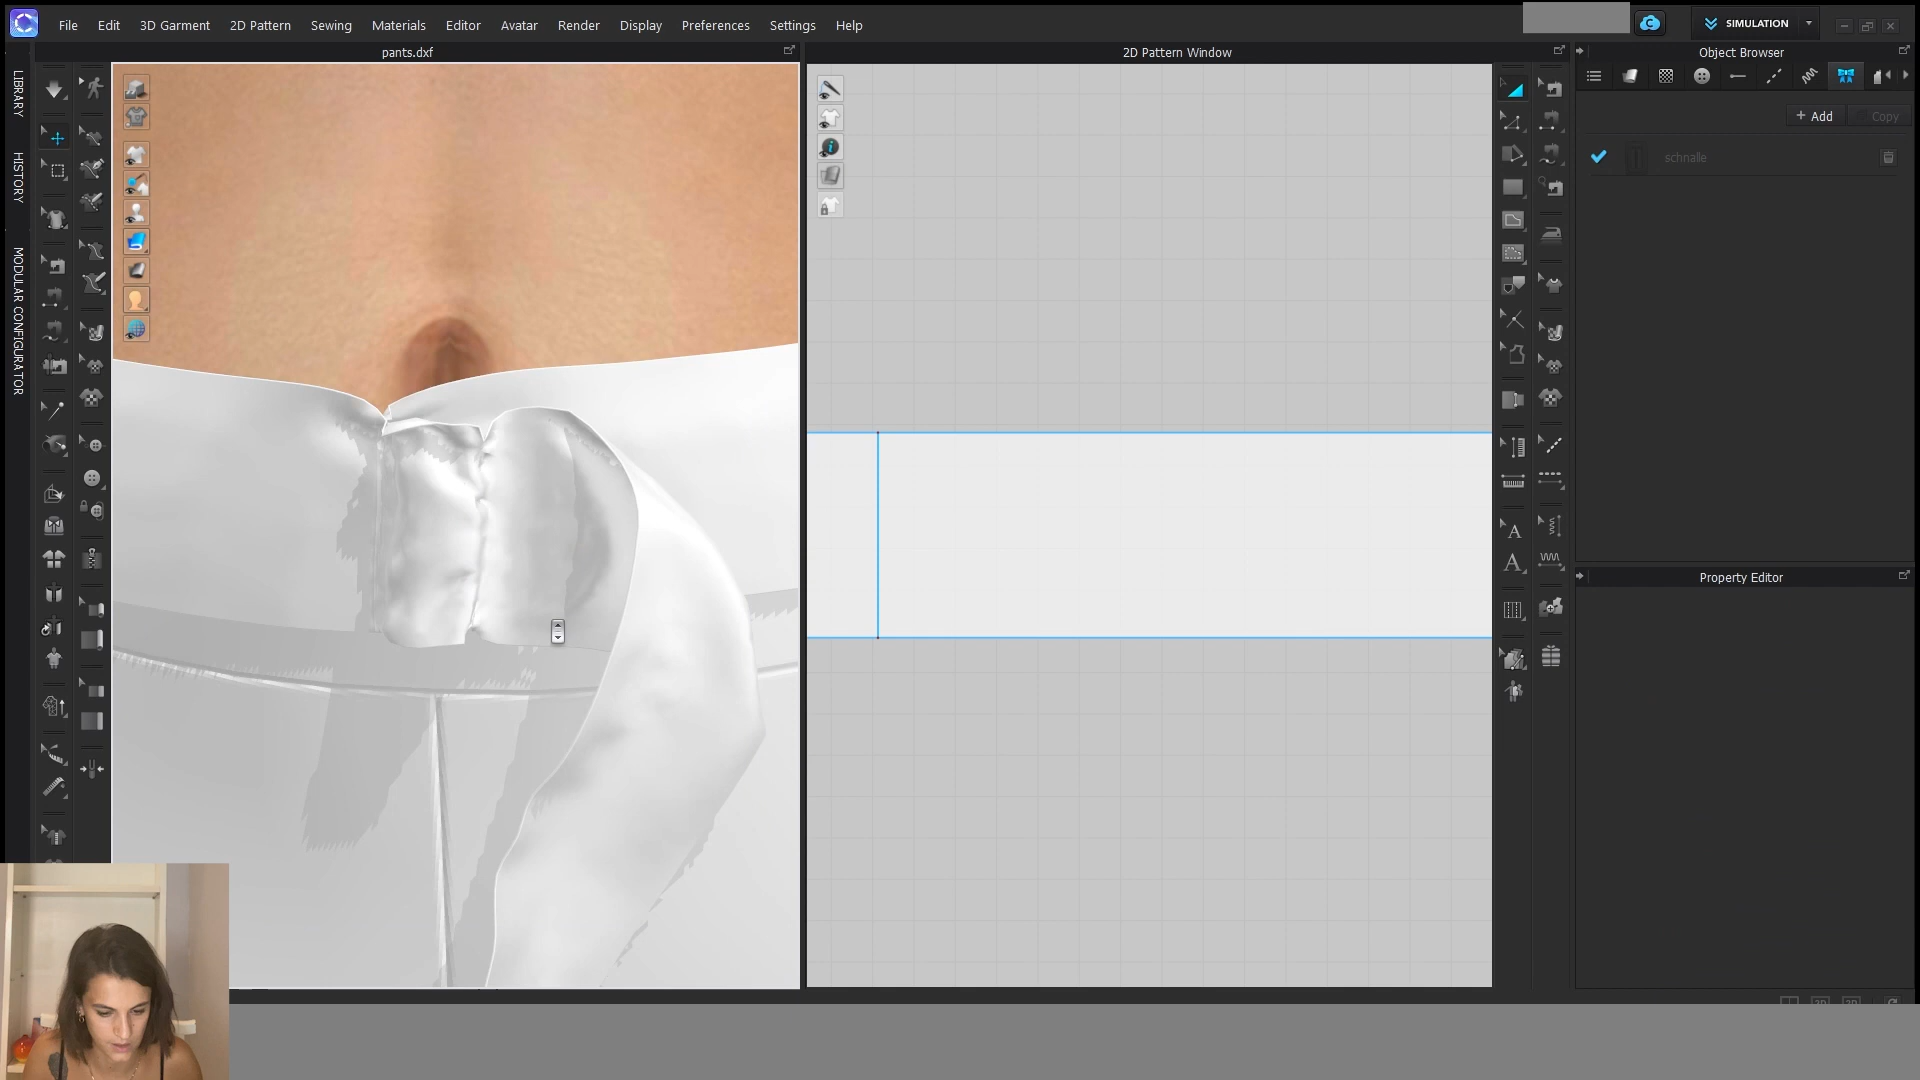 File Edit 3D Garment 2D Pattern Sewing Materials Editor Avatar Render Display Preferences Settings Help
SIMULATION
pants.dxf
2D Pattern Window
Object Browser
LIBRARY
HISTORY
MODULAR CONFIGURATOR
+ Add
Copy
schnalle
Property Editor